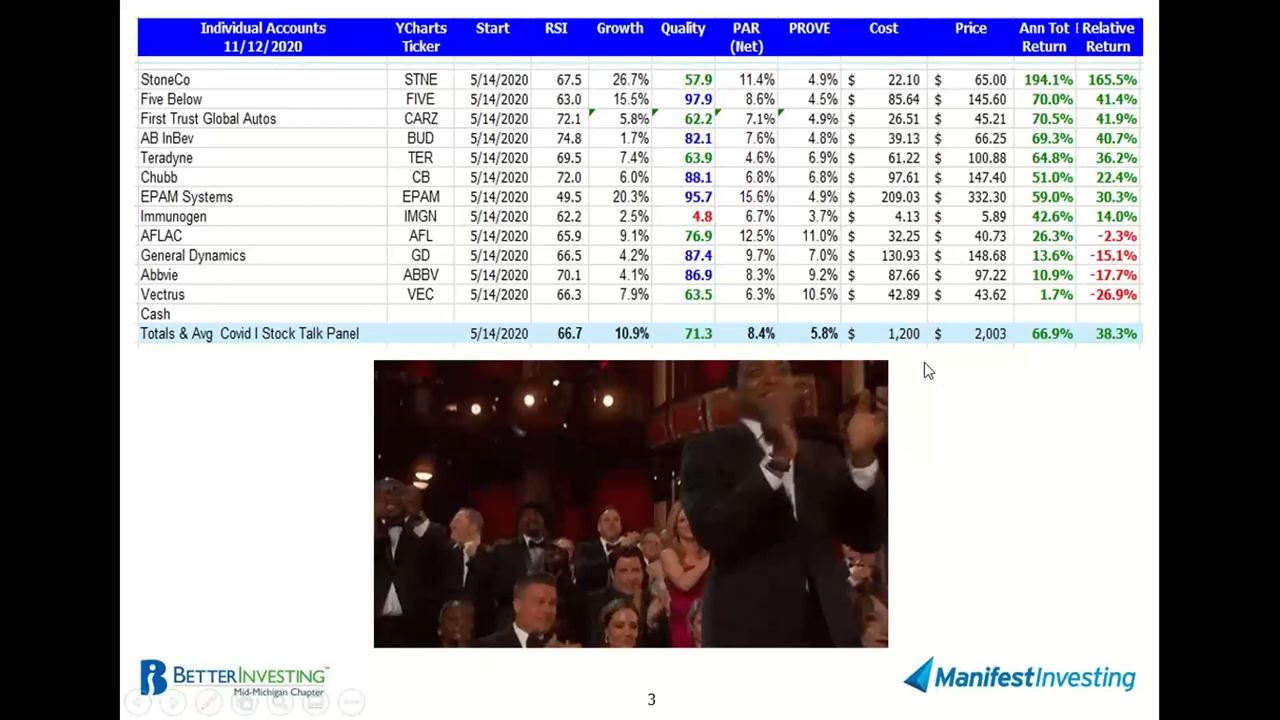 Individual Accounts YCharts Start RSI Growth Quality PAR PROVE Cost Price Ann Tot Relative
11/12/2020 Ticker (Net) Return Return
StoneCo STNE 5/14/2020 67.5 26.7% 57.9 11.4% 4.9% $ 22.10 $ 65.00 194.1% 165.5%
Five Below FIVE 5/14/2020 63.0 15.5% 97.9 8.6% 4.5% $ 85.64 $ 145.60 70.0% 41.4%
First Trust Global Autos CARZ 5/14/2020 72.1 5.8% 62.2 7.1% 4.9% $ 26.51 $ 45.21 70.5% 41.9%
AB InBev BUD 5/14/2020 74.8 1.7% 82.1 7.6% 4.8% $ 39.13 $ 66.25 69.3% 40.7%
Teradyne TER 5/14/2020 69.5 7.4% 63.9 4.6% 6.9% $ 61.22 $ 100.88 64.8% 36.2%
Chubb CB 5/14/2020 72.0 6.0% 88.1 6.8% 6.8% $ 97.61 $ 147.40 51.0% 22.4%
EPAM Systems EPAM 5/14/2020 49.5 20.3% 95.7 15.6% 4.9% $ 209.03 $ 332.30 59.0% 30.3%
Immunogen IMGN 5/14/2020 62.2 2.5% 4.8 6.7% 3.7% $ 4.13 $ 5.89 42.6% 14.0%
AFLAC AFL 5/14/2020 65.9 9.1% 76.9 12.5% 11.0% $ 32.25 $ 40.73 26.3% -2.3%
General Dynamics GD 5/14/2020 66.5 4.2% 87.4 9.7% 7.0% $ 130.93 $ 148.68 13.6% -15.1%
Abbvie ABBV 5/14/2020 70.1 4.1% 86.9 8.3% 9.2% $ 87.66 $ 97.22 10.9% -17.7%
Vectrus VEC 5/14/2020 66.3 7.9% 63.5 6.3% 10.5% $ 42.89 $ 43.62 1.7% -26.9%
Cash
Totals & Avg Covid I Stock Talk Panel 5/14/2020 66.7 10.9% 71.3 8.4% 5.8% $ 1,200 $ 2,003 66.9% 38.3%
BETTERINVESTING™
Mid-Michigan Chapter
3
ManifestInvesting